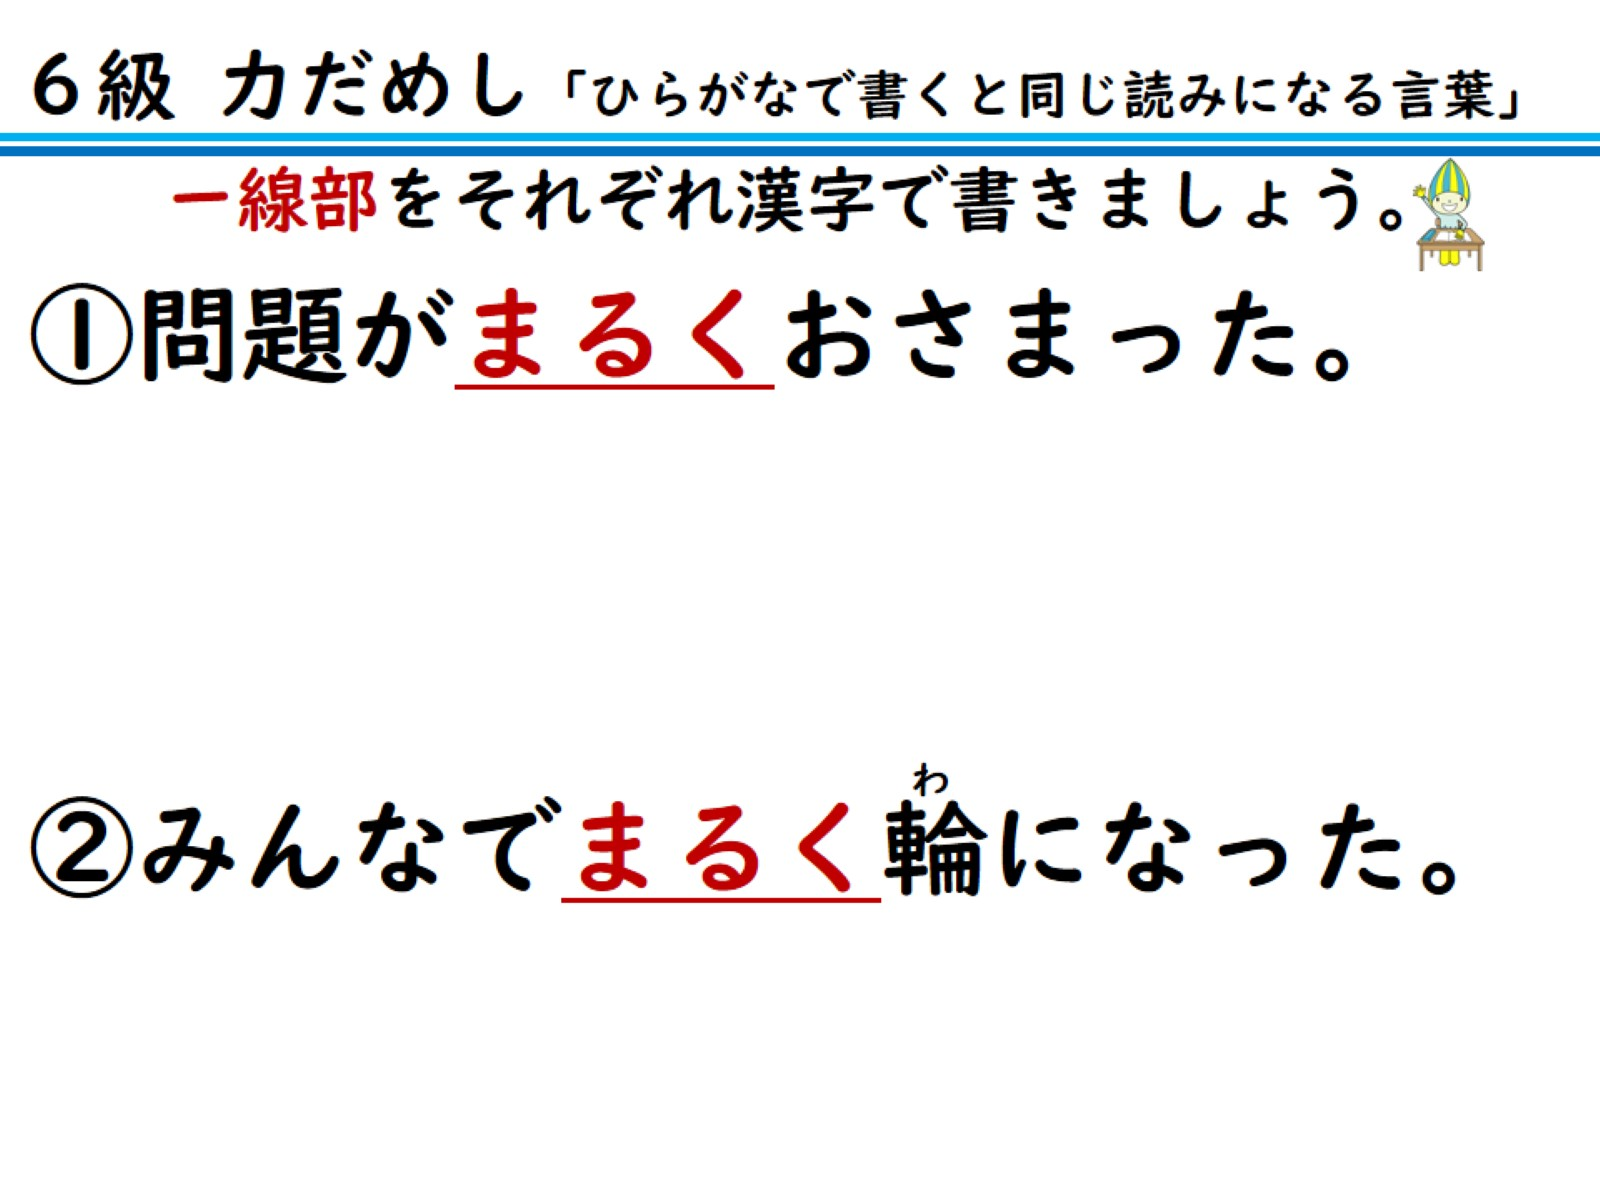 ６級 力だめし「ひらがなで書くと同じ読みになる言葉」
―線部をそれぞれ漢字で書きましょう。
①問題がまるくおさまった。
わ
②みんなでまるく輪になった。